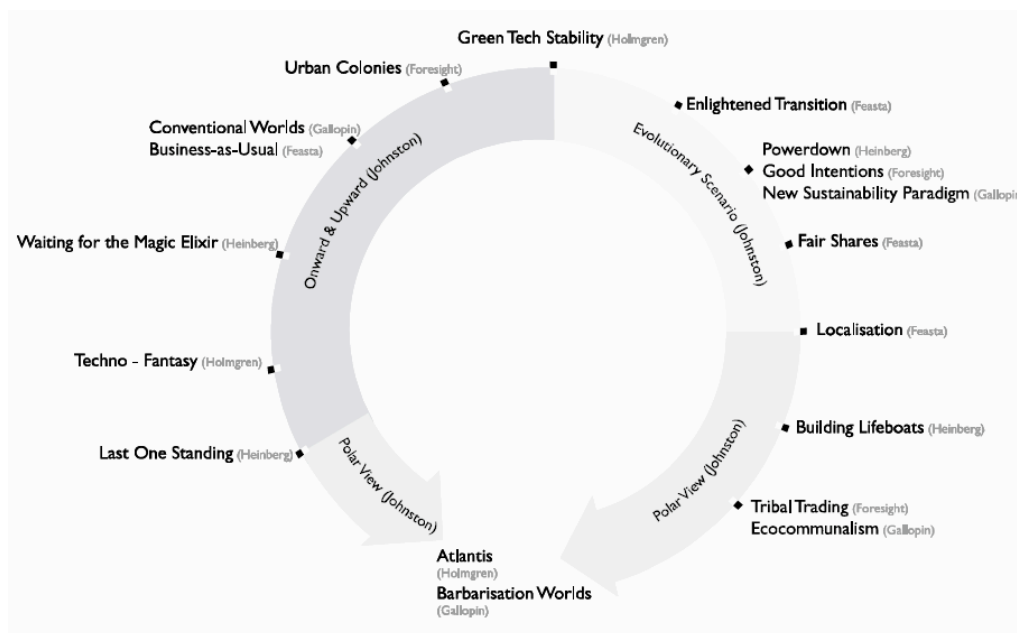 Green Tech Stability (Holmgren)
Urban Colonies (Foresight)
Enlightened Transition (Feasta)
Conventional Worlds (Gallopin)
Business-as-Usual (Feasta)
Onward & Upward (Johnston)
Evolutionary Scenario (Johnston)
Powerdown (Heinberg)
Good Intentions (Foresight)
New Sustainability Paradigm (Gallopin
Waiting for the Magic Elixir (Heinberg)
Fair Shares (Feasta)
Localisation (Feasta)
Techno - Fantasy (Holmgren)
Building Lifeboats (Heinberg)
Last One Standing (Heinberg)
Polar View (Johnston)
Polar View (Johnston)
Tribal Trading (Foresight)
Ecocommunalism (Gallopin)
Atlantis
(Holmgren)
Barbarisation Worlds
(Gallopin)